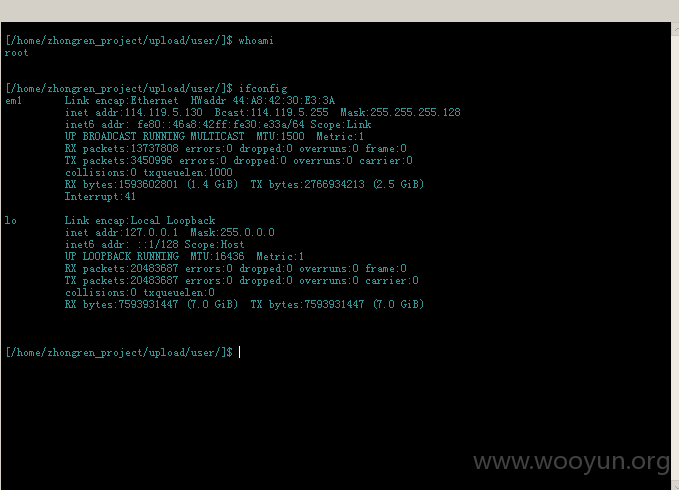 [/home/zhongren_project/upload/user/]$ whoami
root
[/home/zhongren_project/upload/user/]$ ifconfig
em1 Link encap:Ethernet HWaddr 44:A8:42:30:E3:3A
inet addr:114.119.5.130 Bcast:114.119.5.255 Mask:255.255.255.128
inet6 addr: fe80::46a8:42ff:fe30:e33a/64 Scope:Link
UP BROADCAST RUNNING MULTICAST MTU:1500 Metric:1
RX packets:13737808 errors:0 dropped:0 overruns:0 frame:0
TX packets:3450996 errors:0 dropped:0 overruns:0 carrier:0
collisions:0 txqueuelen:1000
RX bytes:1593602801 (1.4 GiB) TX bytes:2766934213 (2.5 GiB)
Interrupt:41
lo Link encap:Local Loopback
inet addr:127.0.0.1 Mask:255.0.0.0
inet6 addr: ::1/128 Scope:Host
UP LOOPBACK RUNNING MTU:16436 Metric:1
RX packets:20483687 errors:0 dropped:0 overruns:0 frame:0
TX packets:20483687 errors:0 dropped:0 overruns:0 carrier:0
collisions:0 txqueuelen:0
RX bytes:7593931447 (7.0 GiB) TX bytes:7593931447 (7.0 GiB)
[/home/zhongren_project/upload/user/]$
www.wooyun.org